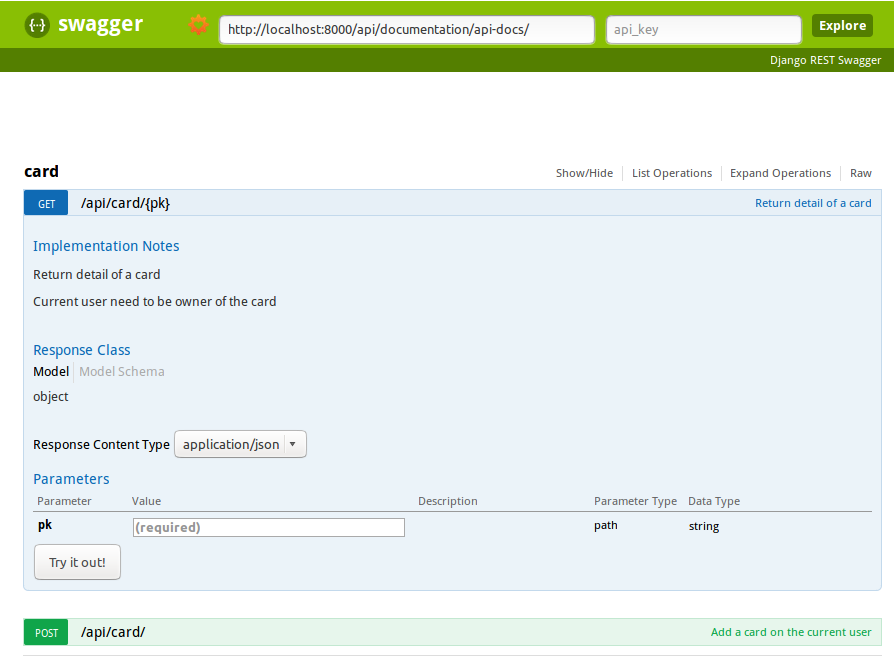 {···} swagger http://localhost:8000/api/documentation/api-docs/ api_key Explore
Django REST Swagger
card Show/Hide List Operations Expand Operations Raw
GET /api/card/{pk} Return detail of a card
Implementation Notes
Return detail of a card
Current user need to be owner of the card
Response Class
Model Model Schema
object
Response Content Type application/json
Parameters
Parameter Value Description Parameter Type Data Type
pk (required) path string
Try it out!
POST /api/card/ Add a card on the current user